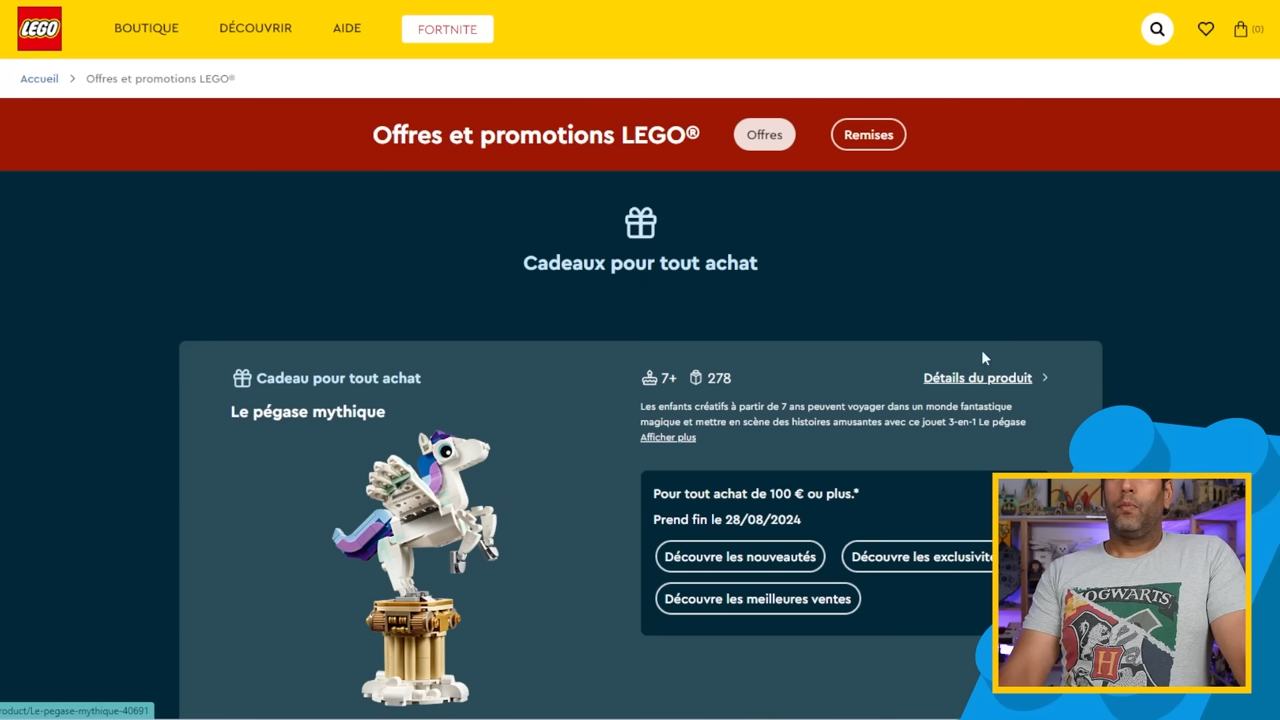 LEGO
BOUTIQUE
DÉCOUVRIR
AIDE
FORTNITE
(0)
Accueil > Offres et promotions LEGO®
Offres et promotions LEGO®
Offres
Remises
Cadeaux pour tout achat
Cadeau pour tout achat
Le pégase mythique
7+
278
Détails du produit >
Les enfants créatifs à partir de 7 ans peuvent voyager dans un monde fantastique
magique et mettre en scène des histoires amusantes avec ce jouet 3-en-1 Le pégase
Afficher plus
Pour tout achat de 100 € ou plus.*
Prend fin le 28/08/2024
Découvre les nouveautés
Découvre les exclusivité
Découvre les meilleures ventes
HOGWARTS
H
roduct/Le-pegase-mythique-40691